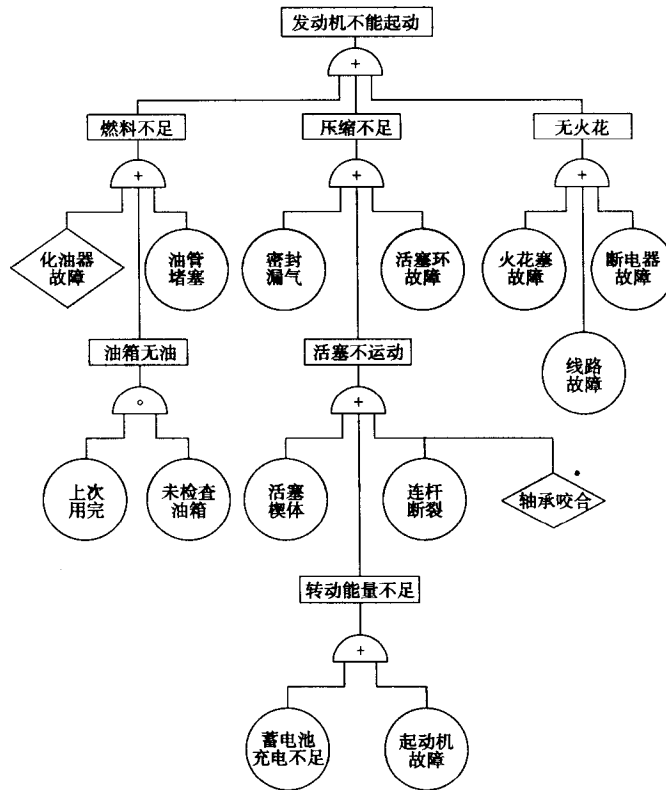 发动机不能起动
+
燃料不足
压缩不足
无火花
+
+
+
化油器
故障
油管
堵塞
密封
漏气
活塞环
故障
火花塞
故障
断电器
故障
油箱无油
活塞不运动
线路
故障
+
上次
用完
未检查
油箱
活塞
楔体
连杆
断裂
轴承咬合
转动能量不足
+
蓄电池
充电不足
起动机
故障